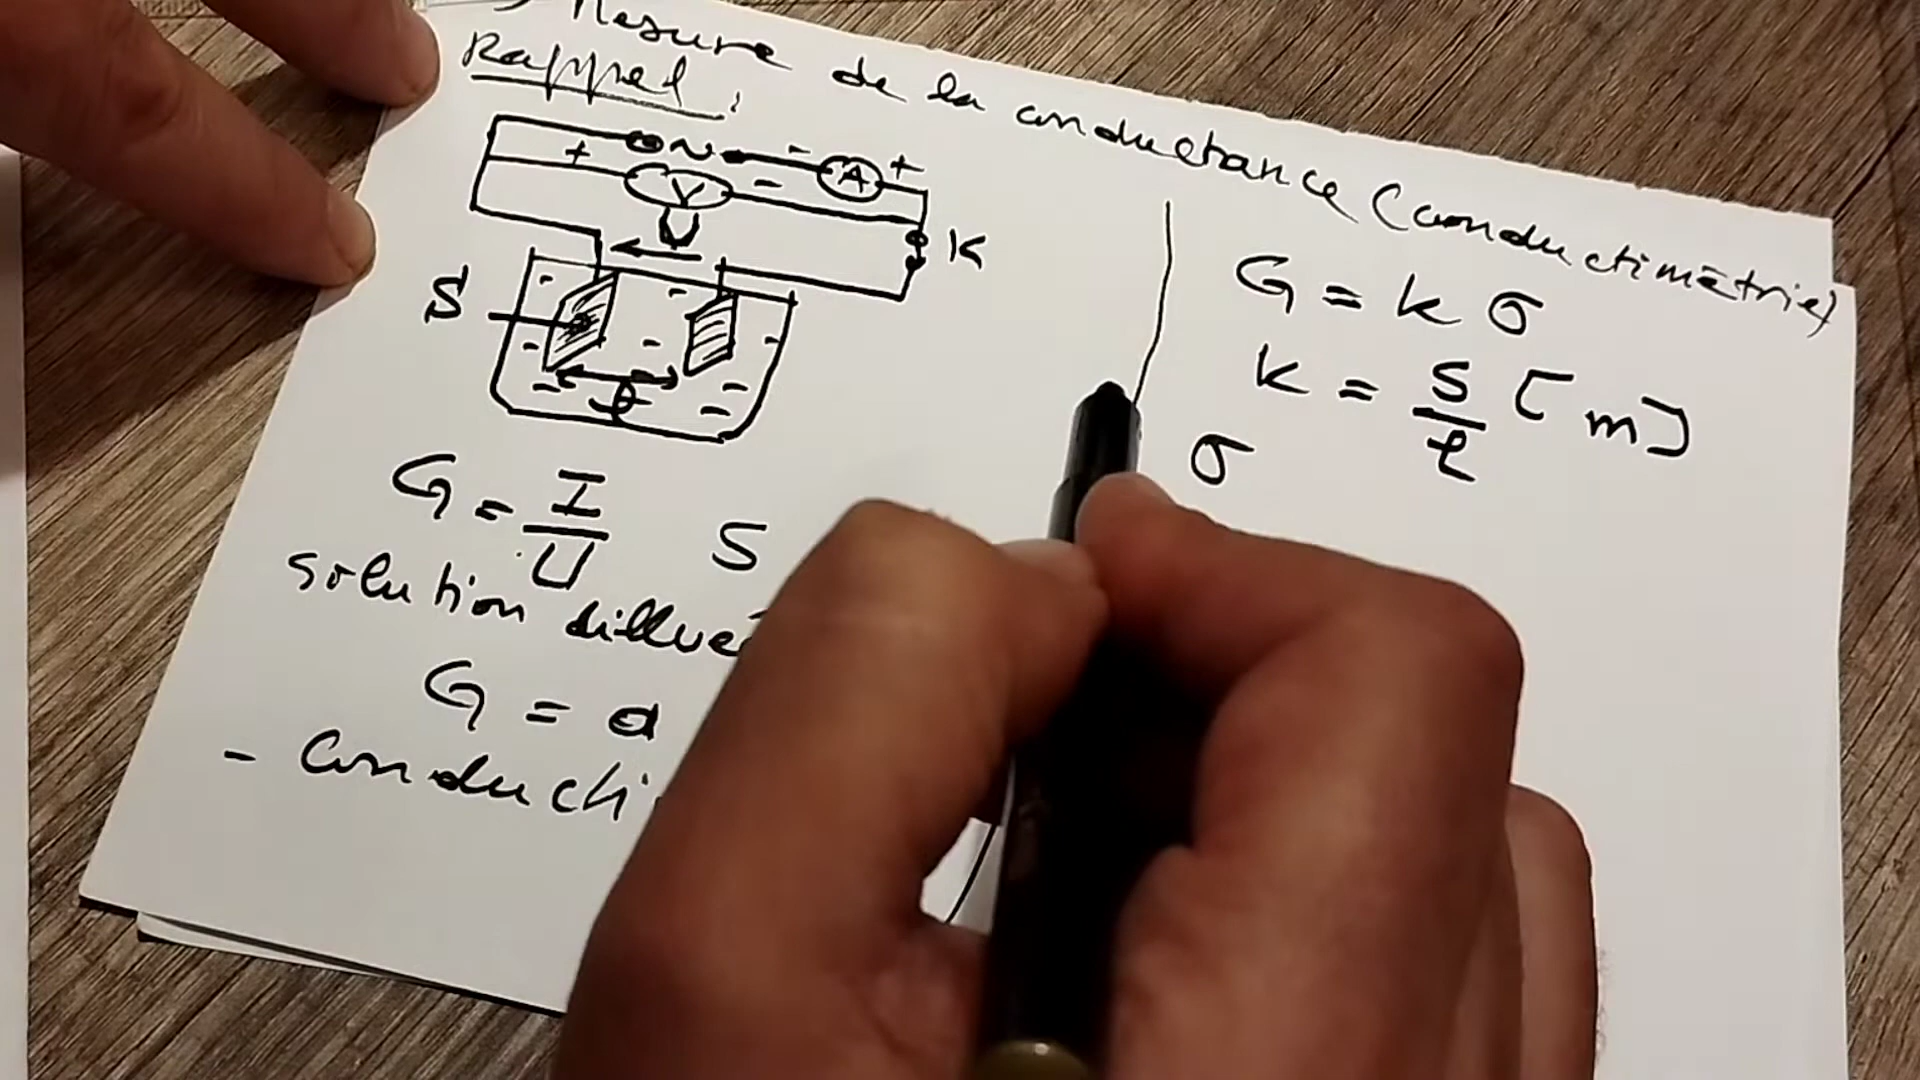 Mesure de la conductance (conductimétrie)
Rappel :
~ - A +
+ V -
U
K
S
l
G = I/U S
solution diluée
G = a
- conducti
G = k σ
k = S/l [m]
σ